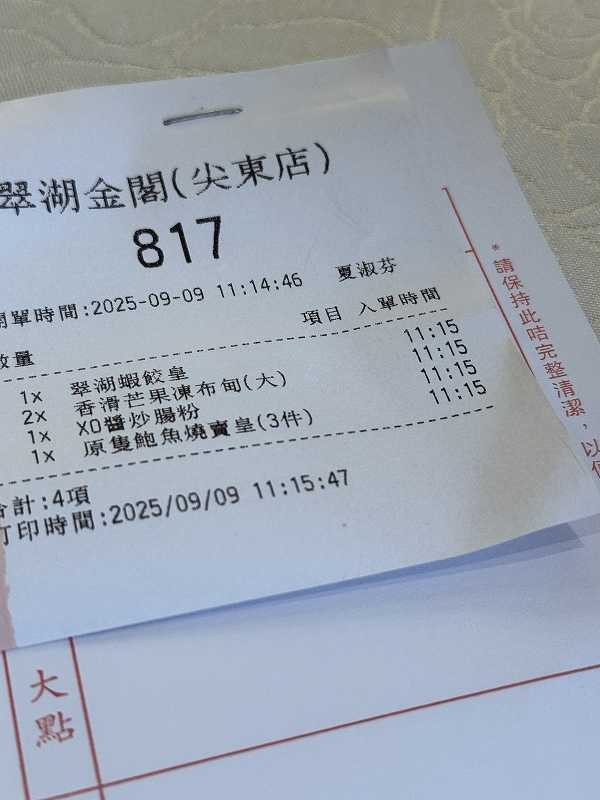 翠湖金閣(尖東店)
817
開單時間:2025-09-09 11:14:46 夏淑芬
數量 項目 入單時間
1x 翠湖蝦餃皇 11:15
2x 香滑芒果凍布甸(大) 11:15
1x XO醬炒腸粉 11:15
1x 原隻鮑魚燒賣皇(3件) 11:15
合計:4項
打印時間:2025/09/09 11:15:47
*請保持此咭完整清潔,以便
大點